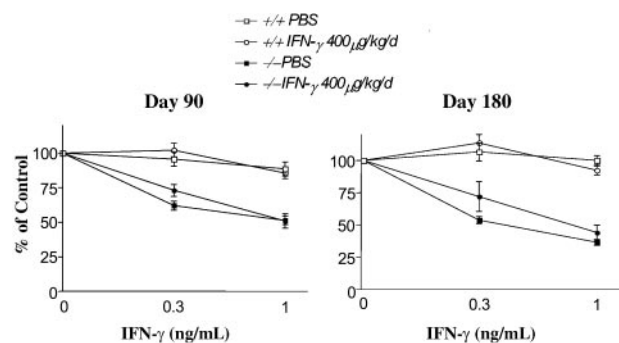 +/+ PBS
+/+ IFN-γ 400µg/kg/d
-/-PBS
-/-IFN-γ 400µg/kg/d
Day 90
Day 180
% of Control
100
75
50
25
0
0 0.3 1
IFN-γ (ng/mL)
100
75
50
25
0
0 0.3 1
IFN-γ (ng/mL)